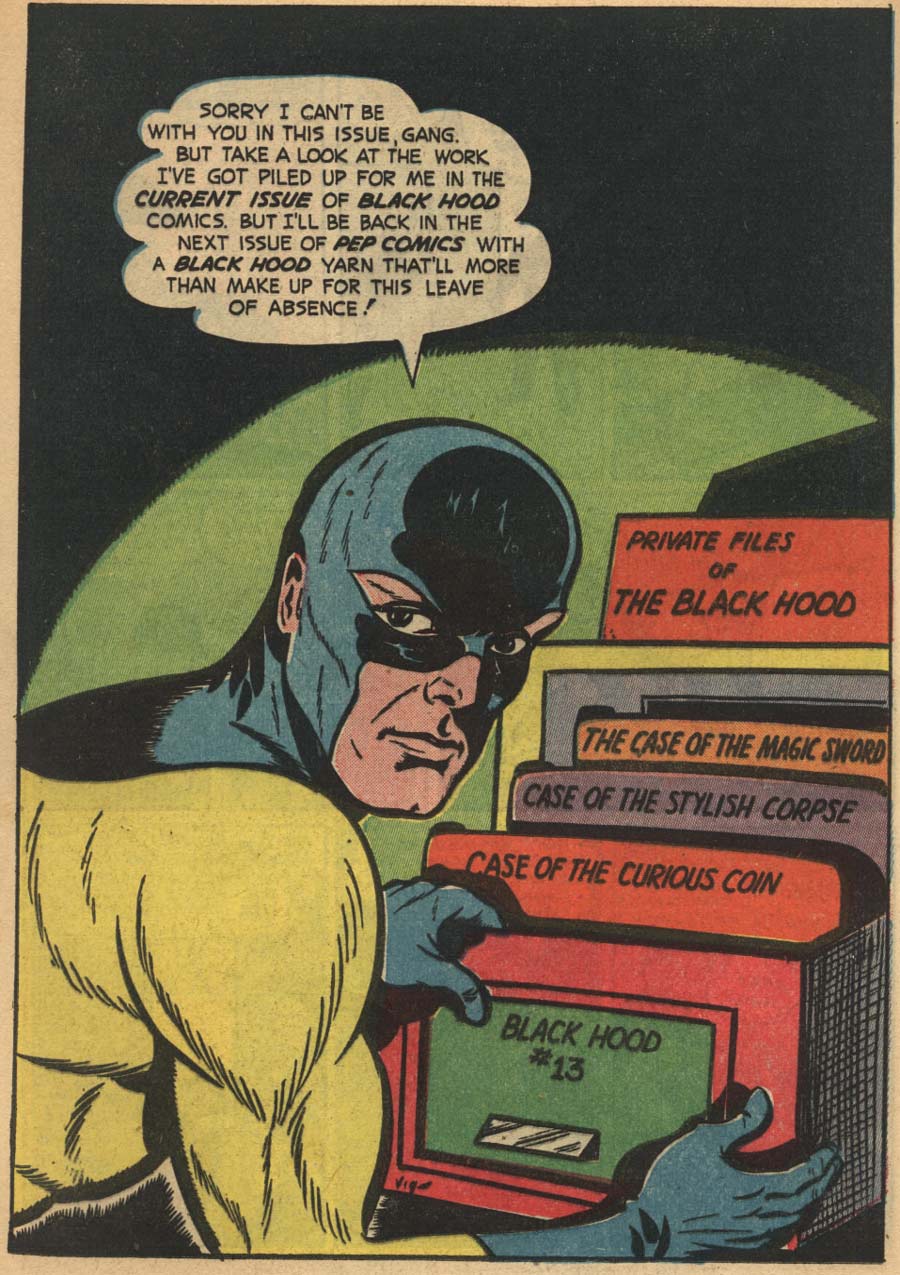 SORRY I CAN'T BE
WITH YOU IN THIS ISSUE, GANG.
BUT TAKE A LOOK AT THE WORK
I'VE GOT PILED UP FOR ME IN THE
CURRENT ISSUE OF BLACK HOOD
COMICS. BUT I'LL BE BACK IN THE
NEXT ISSUE OF PEP COMICS WITH
A BLACK HOOD YARN THAT'LL MORE
THAN MAKE UP FOR THIS LEAVE
OF ABSENCE!
PRIVATE FILES
OF
THE BLACK HOOD
THE CASE OF THE MAGIC SWORD
CASE OF THE STYLISH CORPSE
CASE OF THE CURIOUS COIN
BLACK HOOD
#13